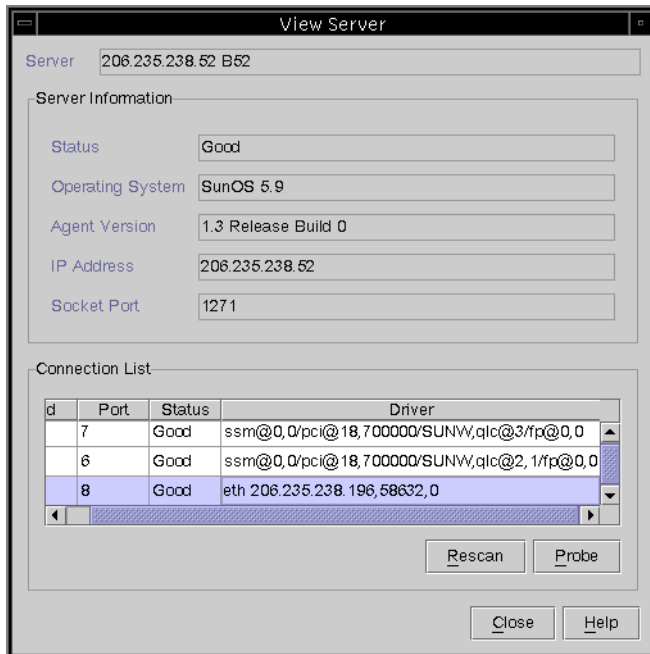 View Server
Server 206.235.238.52 B52
Server Information
Status Good
Operating System SunOS 5.9
Agent Version 1.3 Release Build 0
IP Address 206.235.238.52
Socket Port 1271
Connection List
d Port Status Driver
7 Good ssm@0,0/pci@18,700000/SUNW,qlc@3/fp@0,0
6 Good ssm@0,0/pci@18,700000/SUNW,qlc@2,1/fp@0,0
8 Good eth 206.235.238.196,58632,0
Rescan Probe
Close Help